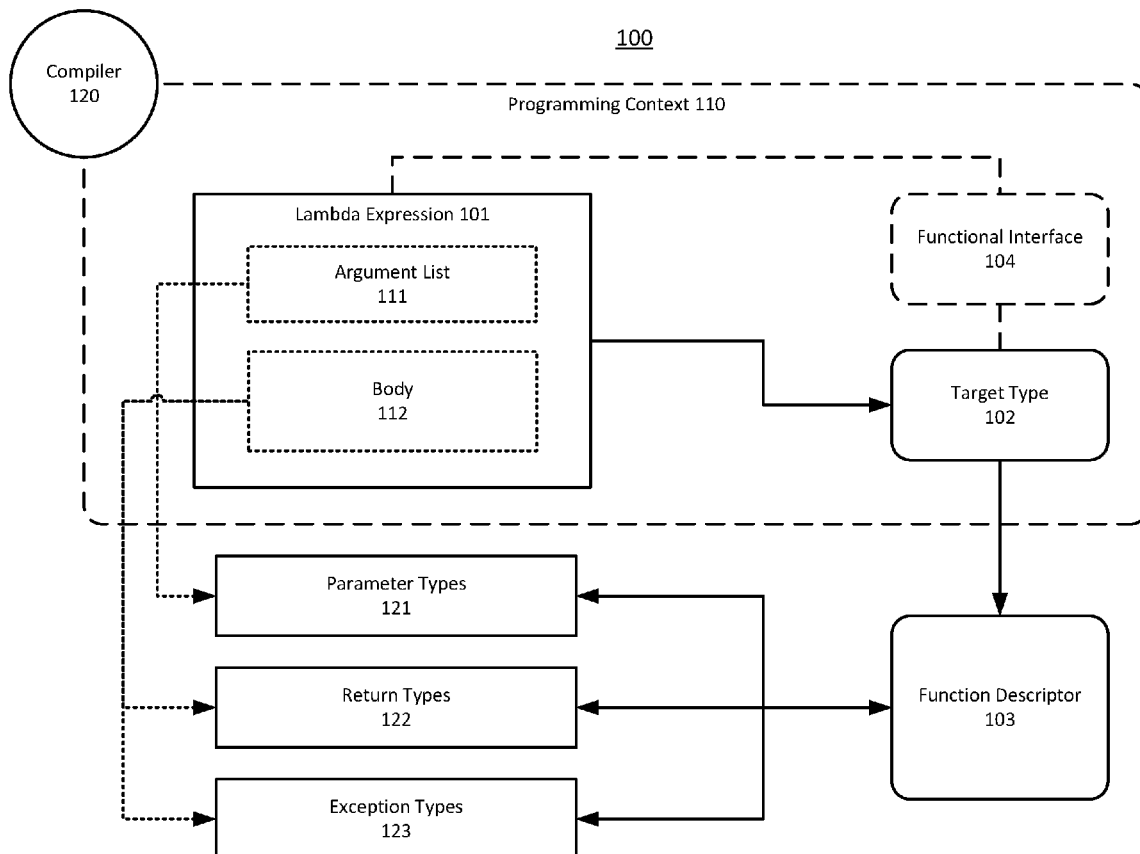 100
Compiler
120
Programming Context 110
Lambda Expression 101
Argument List
111
Body
112
Functional Interface
104
Target Type
102
Parameter Types
121
Return Types
122
Exception Types
123
Function Descriptor
103